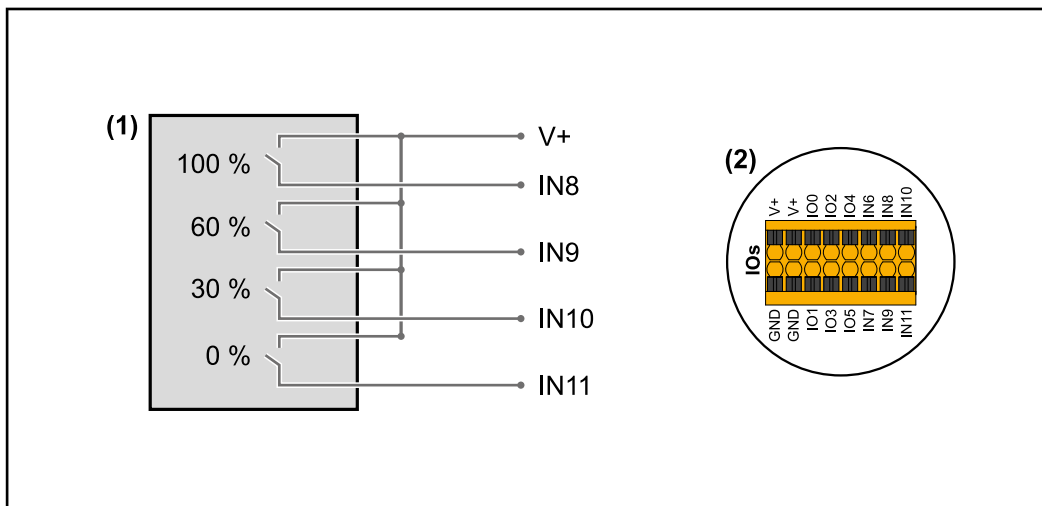 (1)
100 %
60 %
30 %
0 %
V+
IN8
IN9
IN10
IN11
(2)
IOs
V+
V+
IO0
IO2
IO4
IN6
IN8
IN10
GND
GND
IO1
IO3
IO5
IN7
IN9
IN11